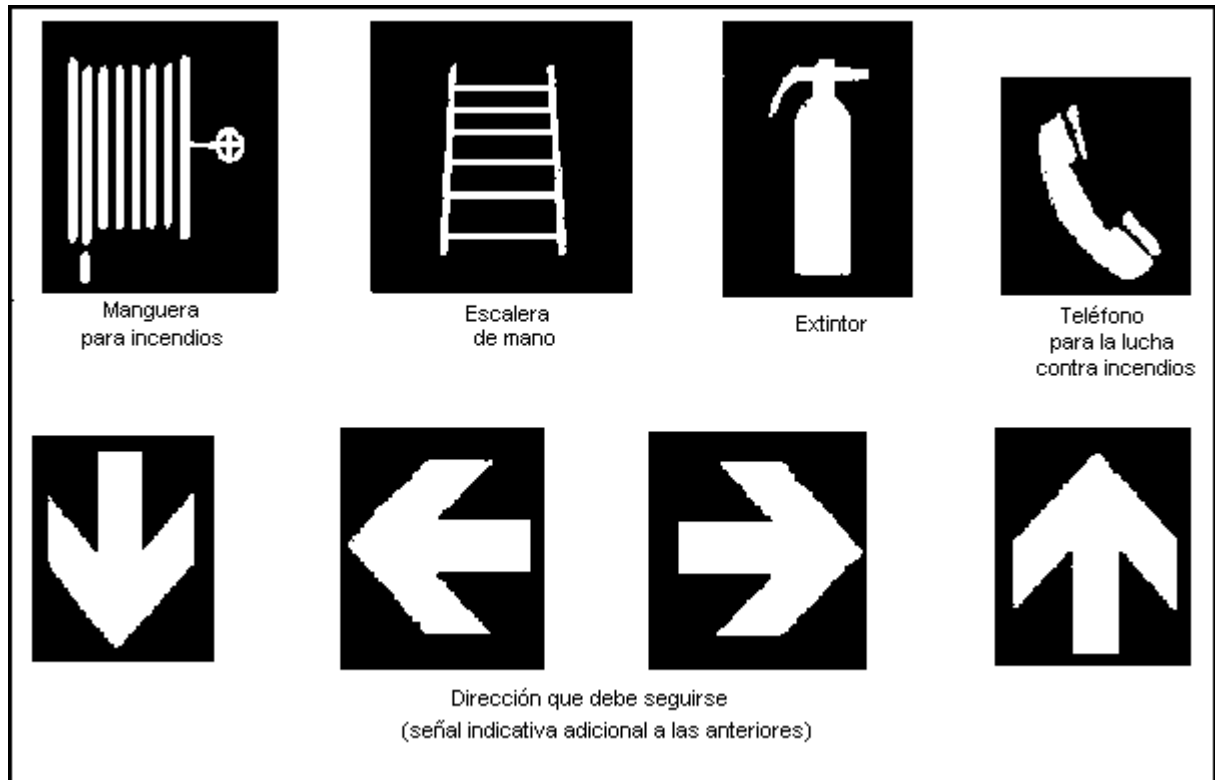 Manguera
para incendios
Escalera
de mano
Extintor
Teléfono
para la lucha
contra incendios
Dirección que debe seguirse
(señal indicativa adicional a las anteriores)